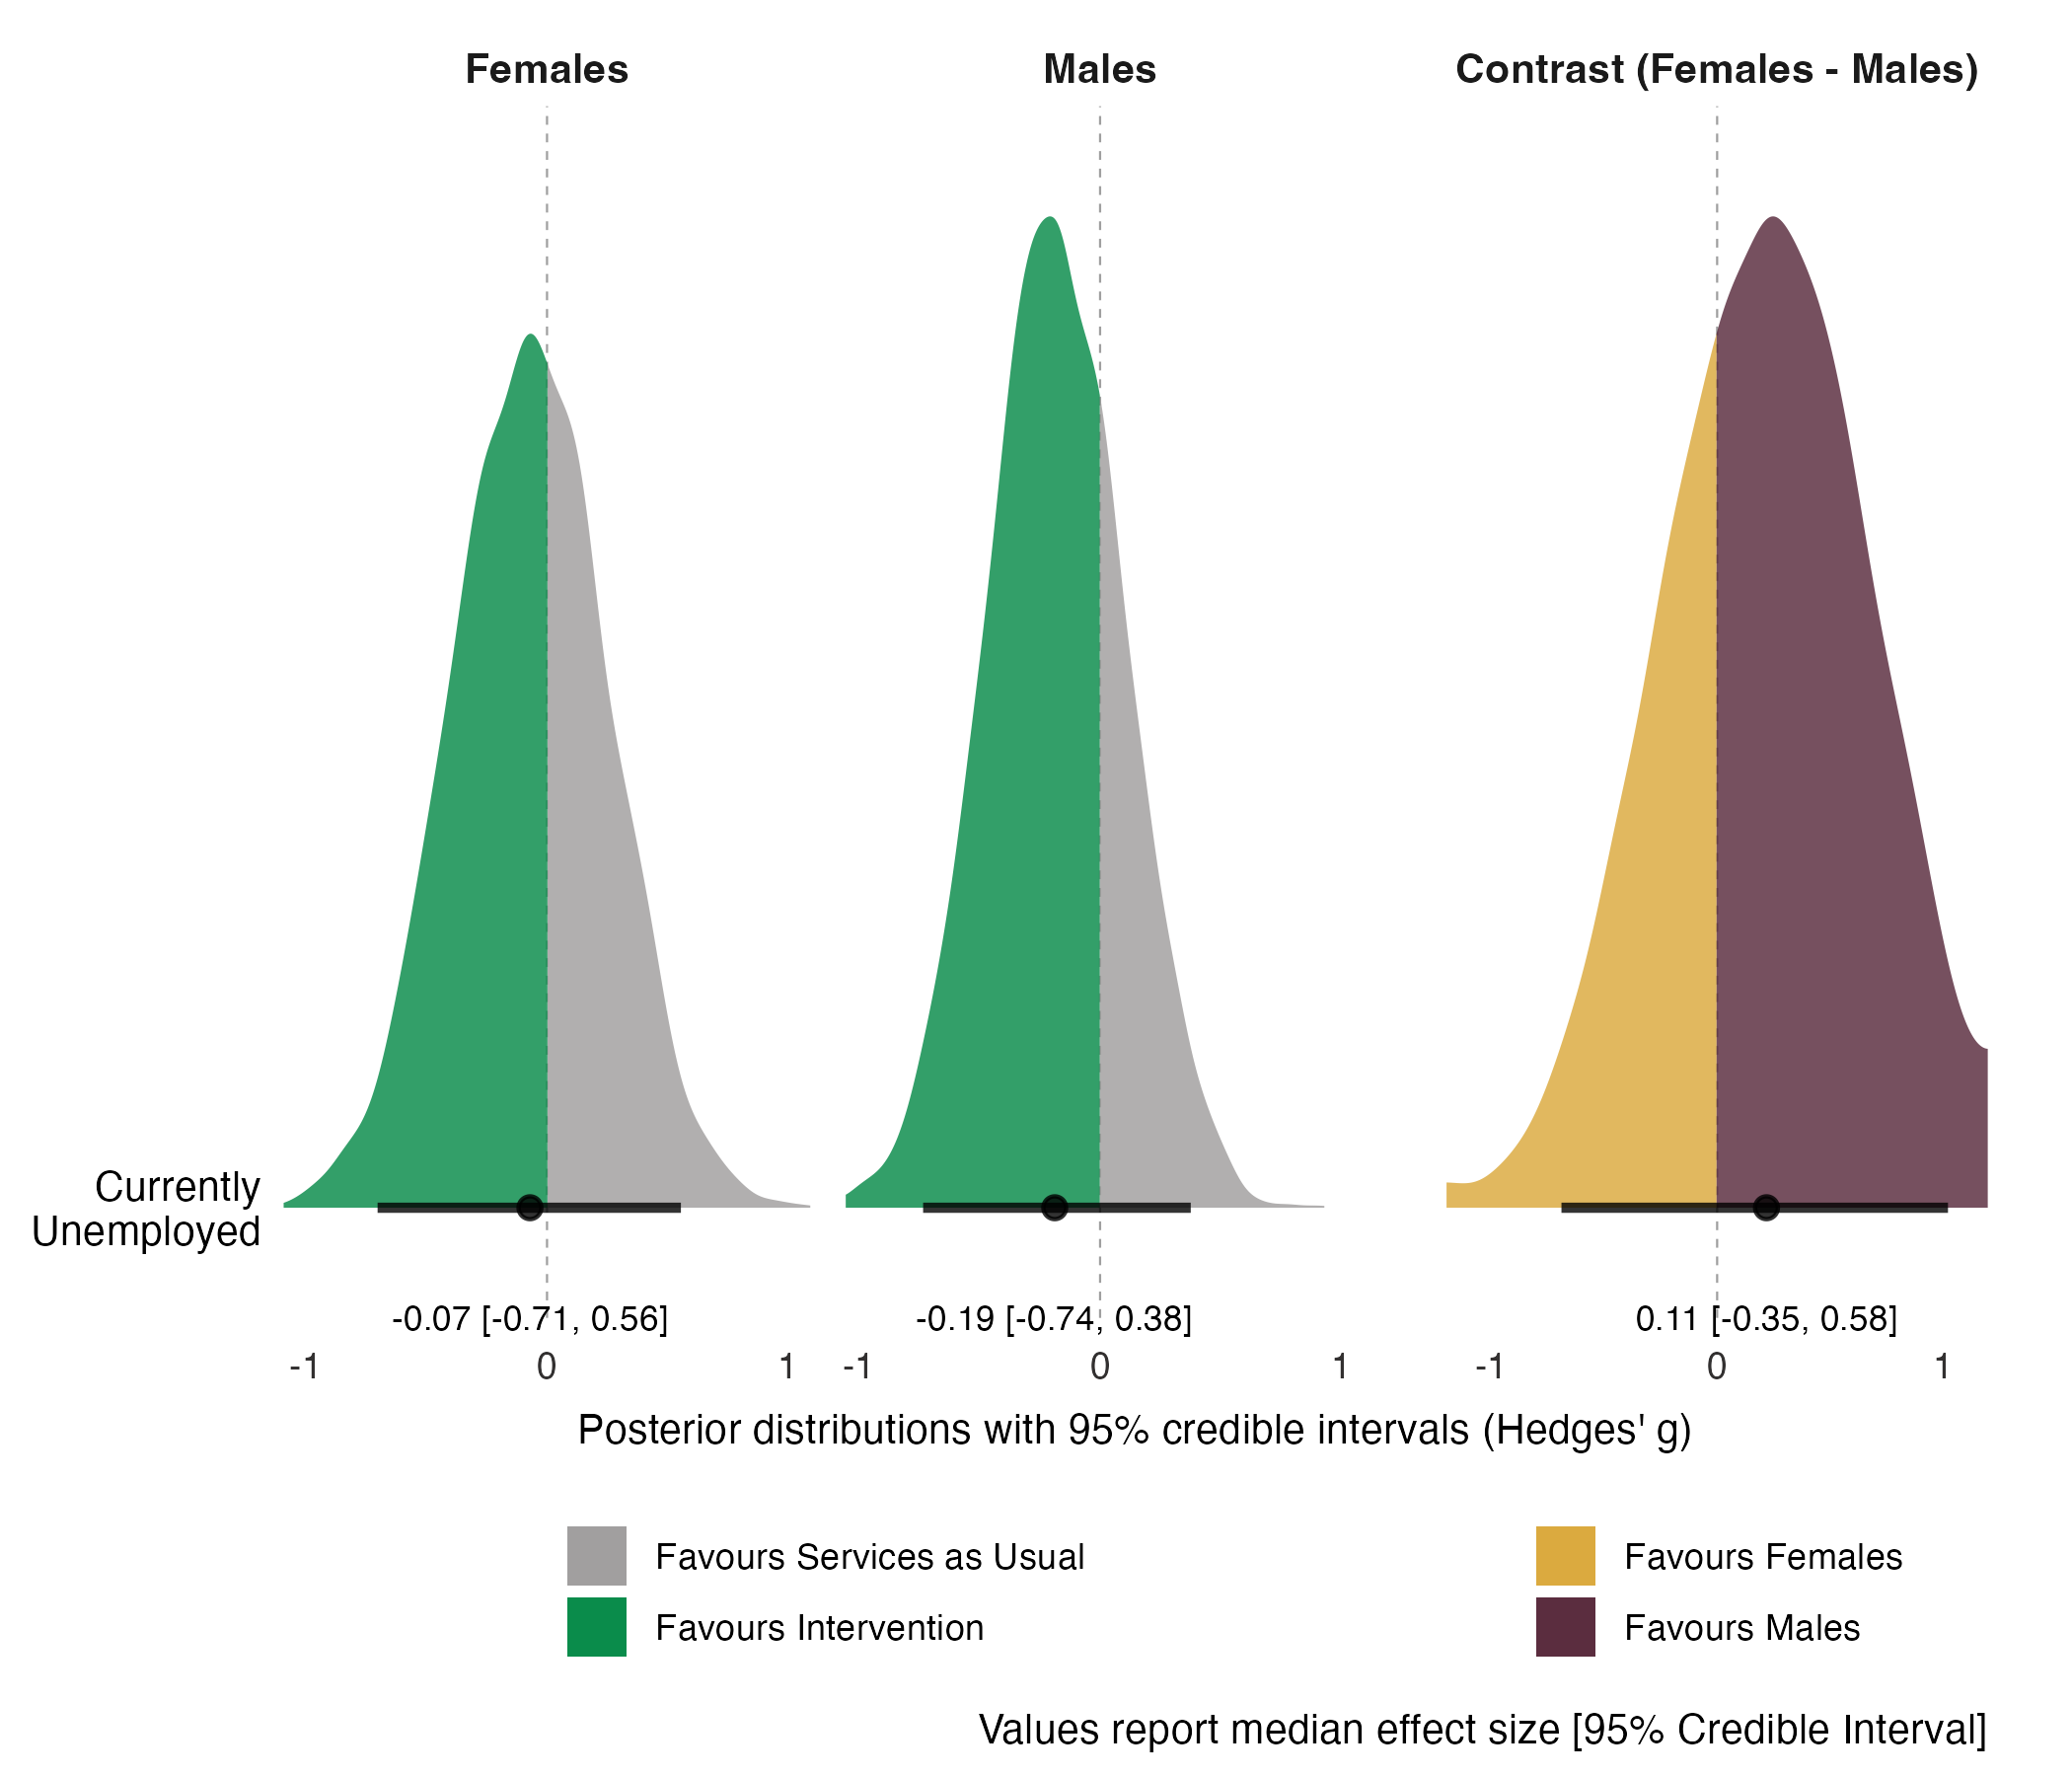 Females Males Contrast (Females - Males)
Currently
Unemployed
-0.07 [-0.71, 0.56] -0.19 [-0.74, 0.38] 0.11 [-0.35, 0.58]
-1 0 1 -1 0 1 -1 0 1
Posterior distributions with 95% credible intervals (Hedges' g)
Favours Services as Usual Favours Females
Favours Intervention Favours Males
Values report median effect size [95% Credible Interval]